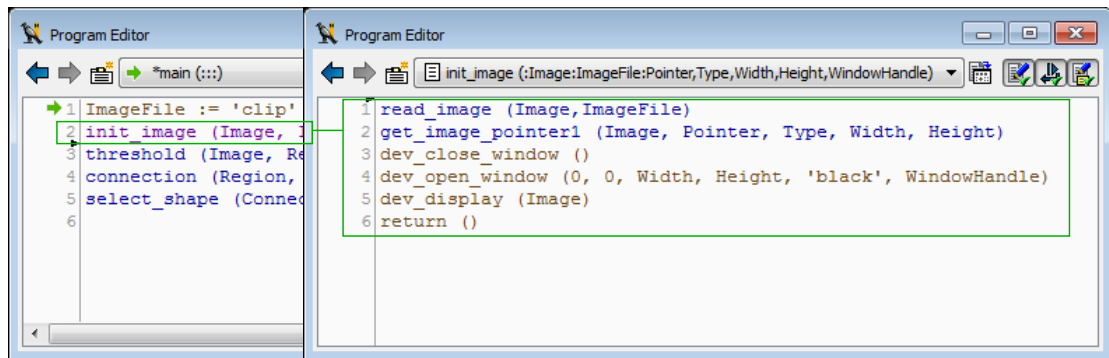 Program Editor
*main (:::)
1 ImageFile := 'clip'
2 init_image (Image,
3 threshold (Image,
4 connection (Region,
5 select_shape
6
Program Editor
init_image (:Image:ImageFile:Pointer,Type,Width,Height,WindowHandle)
1 read_image (Image,ImageFile)
2 get_image_pointer1 (Image, Pointer, Type, Width, Height)
3 dev_close_window ()
4 dev_open_window (0, 0, Width, Height, 'black', WindowHandle)
5 dev_display (Image)
6 return ()